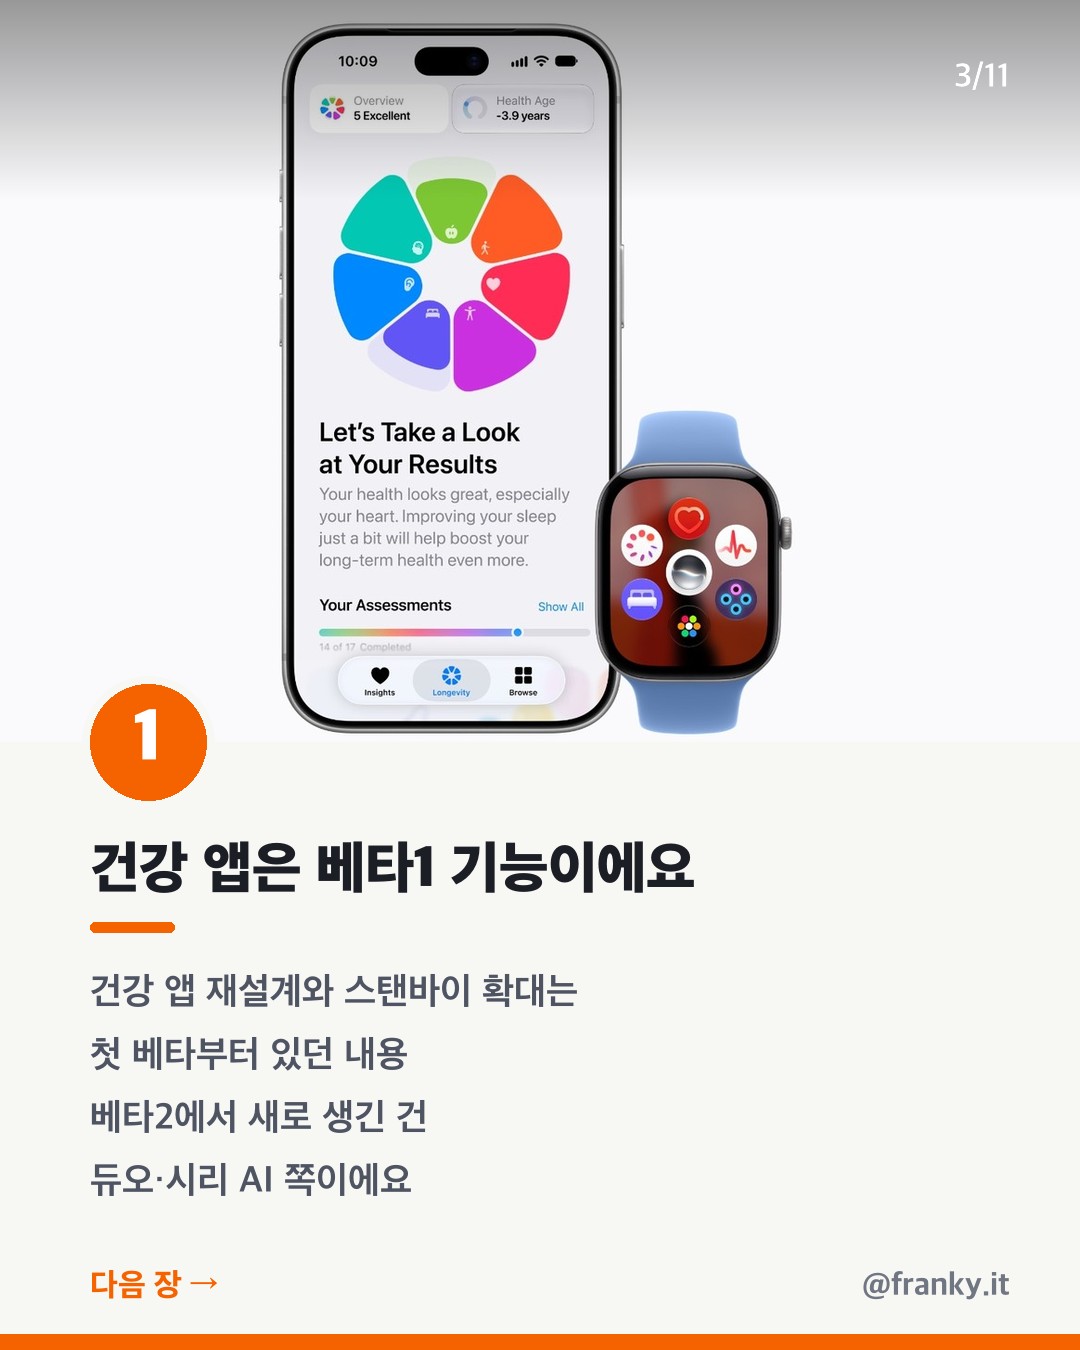 10:09
3/11
Overview
5 Excellent
Health Age
-3.9 years
Let's Take a Look
at Your Results
Your health looks great, especially
your heart. Improving your sleep
just a bit will help boost your
long-term health even more.
Your Assessments
Show All
14 of 17 Completed
Insights
Longevity
Browse
1
건강 앱은 베타1 기능이에요
건강 앱 재설계와 스탠바이 확대는
첫 베타부터 있던 내용
베타2에서 새로 생긴 건
듀오·시리 AI 쪽이에요
다음 장 →
@franky.it